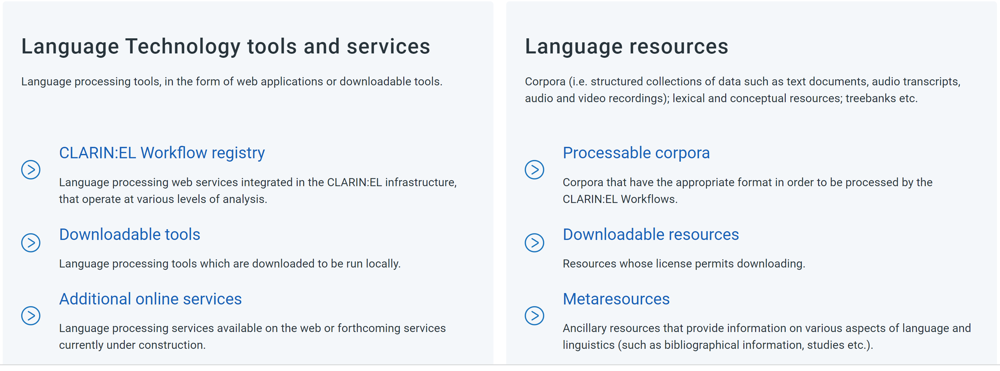 Language Technology tools and services
Language processing tools, in the form of web applications or downloadable tools.
CLARIN:EL Workflow registry
Language processing web services integrated in the CLARIN:EL infrastructure,
that operate at various levels of analysis.
Downloadable tools
Language processing tools which are downloaded to be run locally.
Additional online services
Language processing services available on the web or forthcoming services
currently under construction.
Language resources
Corpora (i.e. structured collections of data such as text documents, audio transcripts,
audio and video recordings); lexical and conceptual resources; treebanks etc.
Processable corpora
Corpora that have the appropriate format in order to be processed by the
CLARIN:EL Workflows.
Downloadable resources
Resources whose license permits downloading.
Metaresources
Ancillary resources that provide information on various aspects of language and
linguistics (such as bibliographical information, studies etc.).